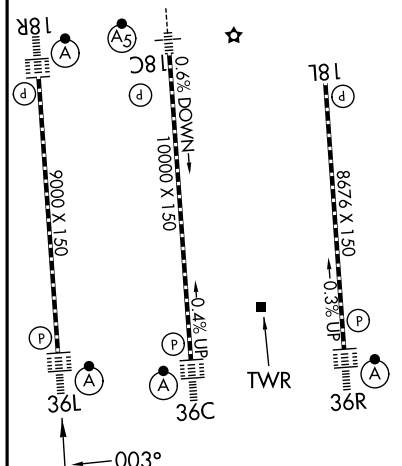 18R
A
A5
18C
18L
P
P
P
0.6% DOWN
9000 X 150
10000 X 150
8676 X 150
0.3% UP
0.4% UP
P
P
P
A
A
A
TWR
36L
36C
36R
003°